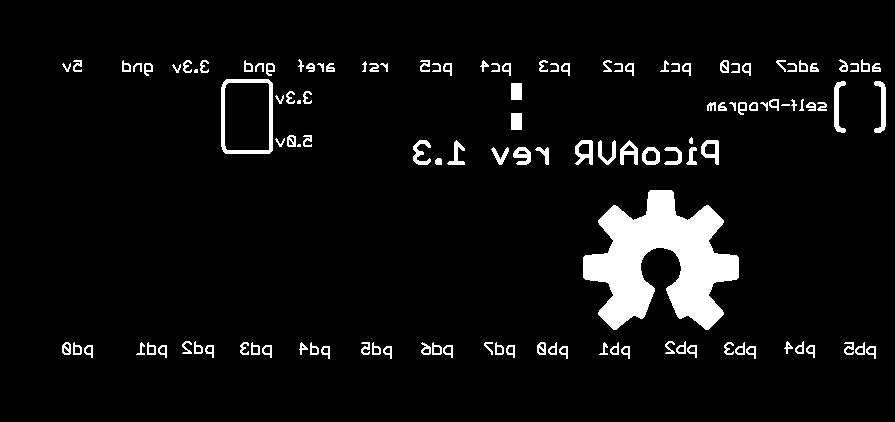 adc6 adc7 pc0 pc1 pc2 pc3 pc4 pc5 rst aref gnd 3.3v gnd 5v
self-Program 3.3v
5.0v
PicoAVR rev 1.3
pb5 pb4 pb3 pb2 pb1 pb0 pd7 pd6 pd5 pd4 pd3 pd2 pd1 pd0